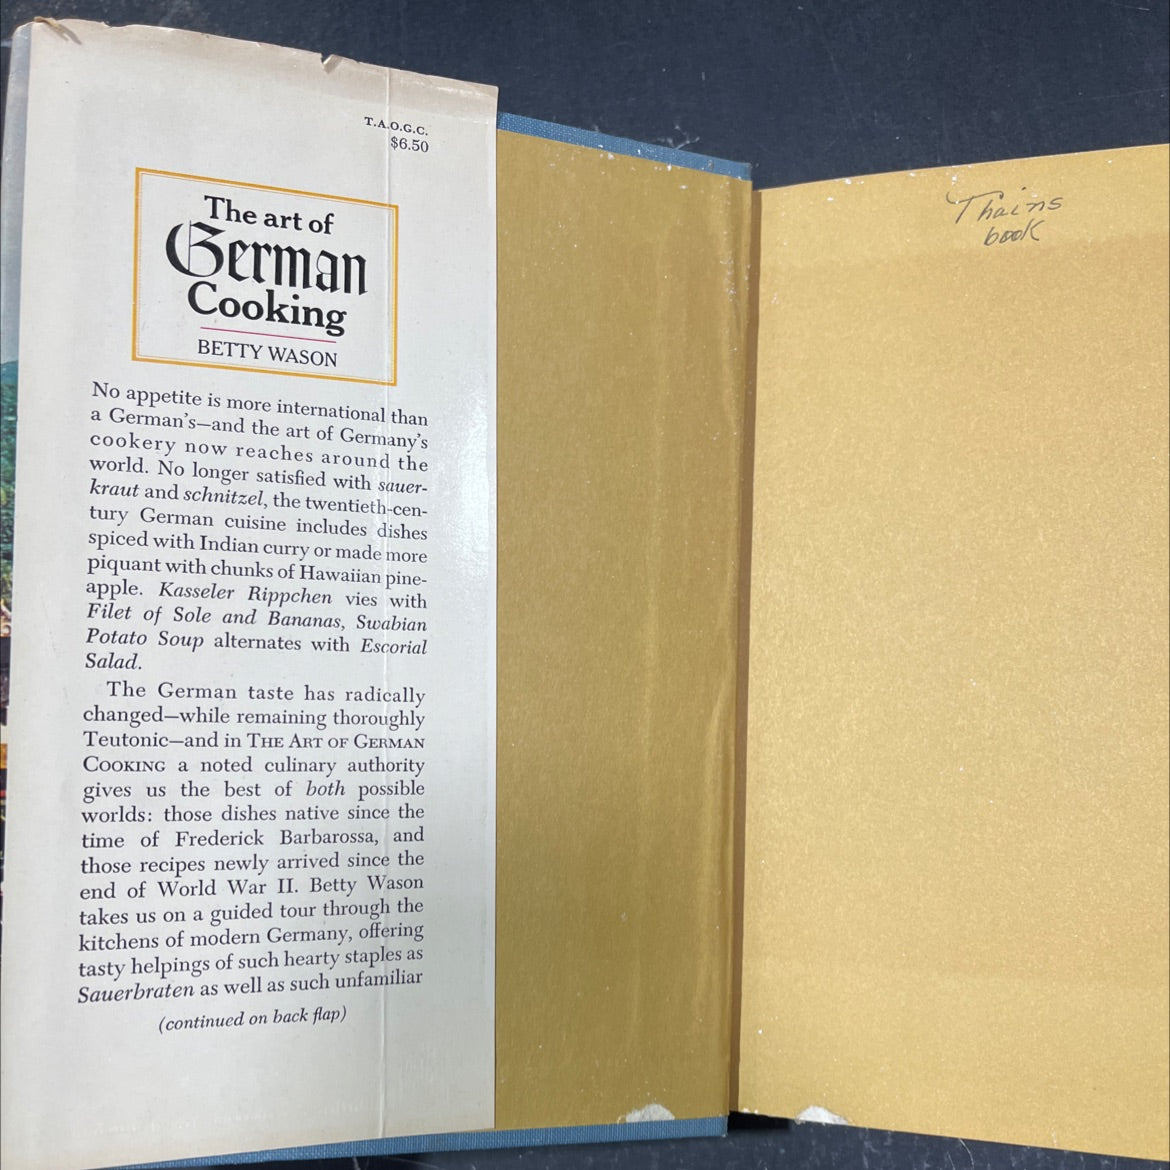 T.A.O.G.C.
$6.50
The art of
German
Cooking
BETTY WASON
No appetite is more international than
a German's—and the art of Germany's
cookery now reaches around the
world. No longer satisfied with sauer-
kraut and schnitzel, the twentieth-cen-
tury German cuisine includes dishes
spiced with Indian curry or made more
piquant with chunks of Hawaiian pine-
apple. Kasseler Rippchen vies with
Filet of Sole and Bananas, Swabian
Potato Soup alternates with Escorial
Salad.
The German taste has radically
changed—while remaining thoroughly
Teutonic—and in THE ART OF GERMAN
COOKING a noted culinary authority
gives us the best of both possible
worlds: those dishes native since the
time of Frederick Barbarossa, and
those recipes newly arrived since the
end of World War II. Betty Wason
takes us on a guided tour through the
kitchens of modern Germany, offering
tasty helpings of such hearty staples as
Sauerbraten as well as such unfamiliar
(continued on back flap)
Thains
book